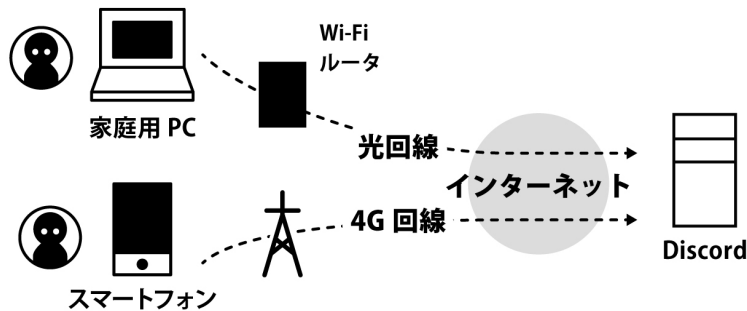 Wi-Fi
ルータ
家庭用 PC
光回線
インターネット
4G 回線
Discord
スマートフォン